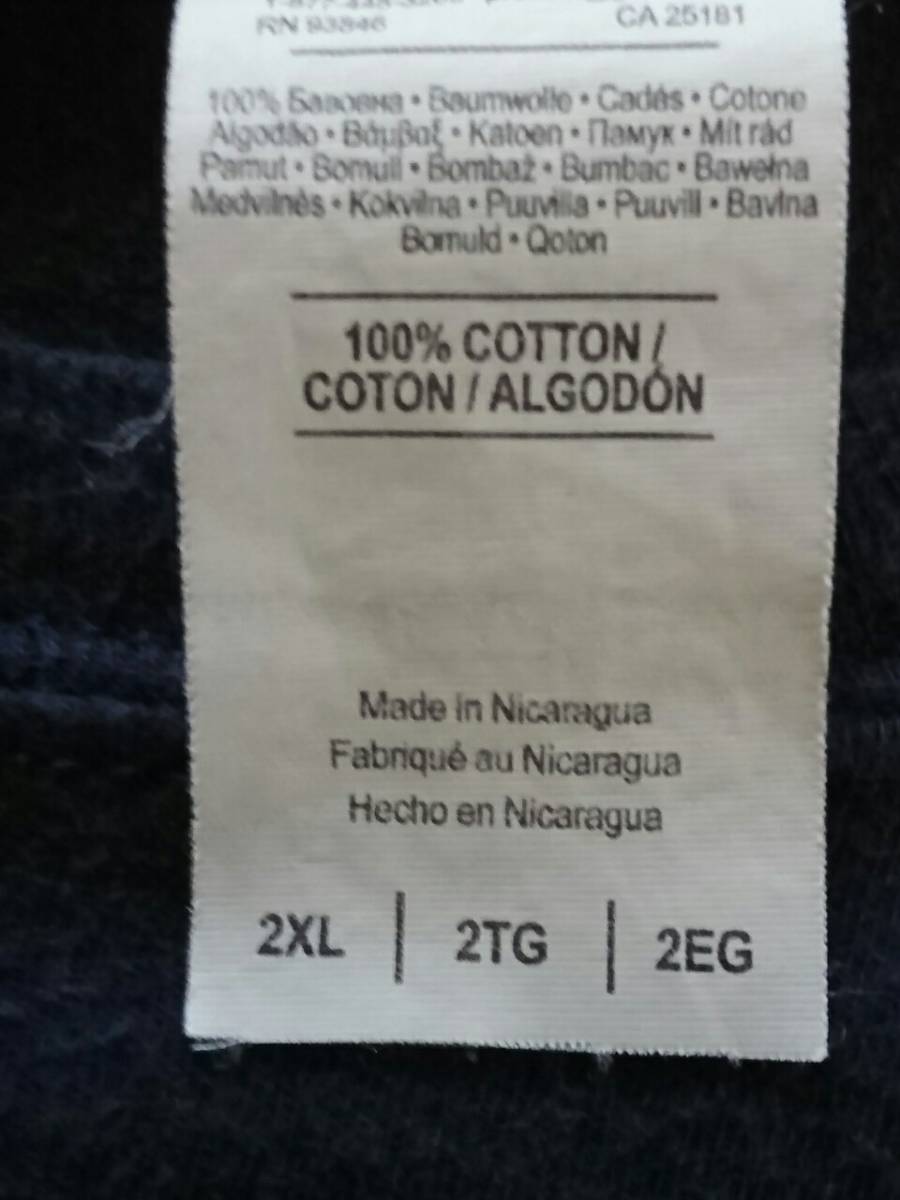 RN 93846 CA 25181
100% Бавовна • Baumwolle • Cadás • Cotone
Algodão • Βάμβαξ • Katoen • Памук • Mít rád
Pamut • Bomull • Bombaž • Bumbac • Bawełna
Medvilnės • Kokvilna • Puuvilla • Puuvill • Bavlna
Bomuld • Qoton
100% COTTON /
COTON / ALGODÓN
Made in Nicaragua
Fabriqué au Nicaragua
Hecho en Nicaragua
2XL | 2TG | 2EG